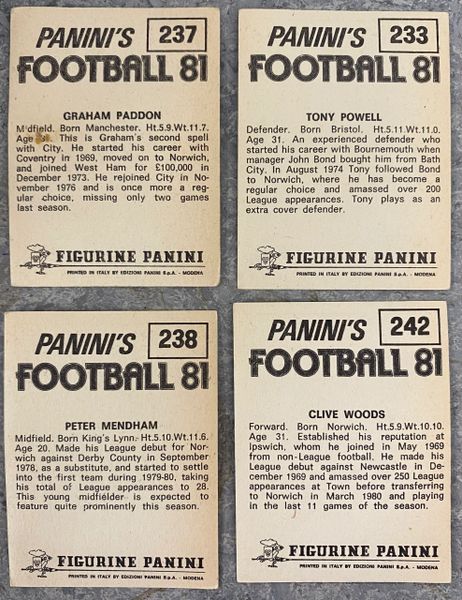 PANINI'S 237
FOOTBALL 81
GRAHAM PADDON
Midfield. Born Manchester. Ht.5.9.Wt.11.7.
Age This is Graham's second spell
with City. He started his career with
Coventry in 1969, moved on to Norwich,
and joined West Ham for £100,000 in
December 1973. He rejoined City in
November 1976 and is once more a reg-
ular choice, missing only two games
last season.
FIGURINE PANINI
PRINTED IN ITALY BY EDIZIONI PANINI S.p.A. - MODENA
PANINI'S 233
FOOTBALL 81
TONY POWELL
Defender. Born Bristol. Ht.5.11.Wt.11.0.
Age 31. An experienced defender who
started his career with Bournemouth when
manager John Bond bought him from Bath
City. In August 1974 Tony followed Bond
to Norwich, where he has become a
regular choice and amassed over 200
League appearances. Tony plays as an
extra cover defender.
FIGURINE PANINI
PRINTED IN ITALY BY EDIZIONI PANINI S.p.A. - MODENA
PANINI'S 238
FOOTBALL 81
PETER MENDHAM
Midfield. Born King's Lynn. Ht.5.10.Wt.11.6.
Age 20. Made his League debut for Nor-
wich against Derby County in September
1978, as a substitute, and started to settle
into the first team during 1979-80, taking
his total of League appearances to 28.
This young midfielder is expected to
feature quite prominently this season.
FIGURINE PANINI
PRINTED IN ITALY BY EDIZIONI PANINI S.p.A. - MODENA
PANINI'S 242
FOOTBALL 81
CLIVE WOODS
Forward. Born Norwich. Ht.5.9.Wt.10.10.
Age 31. Established his reputation at
Ipswich, whom he joined in May 1969
from non-League football. He made his
League debut against Newcastle in De-
cember 1969 and amassed over 250 League
appearances at Town before transferring
to Norwich in March 1980 and playing
in the last 11 games of the season.
FIGURINE PANINI
PRINTED IN ITALY BY EDIZIONI PANINI S.p.A. - MODENA